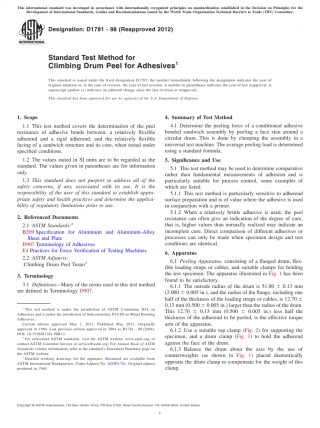 This international standard was developed in accordance with internationally recognized principles on standardization established in the Decision on Principles for the
Development of International Standards, Guides and Recommendations issued by the World Trade Organization Technical Barriers to Trade (TBT) Committee.
Designation: D1781 − 98 (Reapproved 2012)
INTERNATIONAL
Standard Test Method for
Climbing Drum Peel for Adhesives1
This standard is issued under the fixed designation D1781; the number immediately following the designation indicates the year of
original adoption or, in the case of revision, the year of last revision. A number in parentheses indicates the year of last reapproval. A
superscript epsilon (ε) indicates an editorial change since the last revision or reapproval.
This standard has been approved for use by agencies of the U.S. Department of Defense.
1. Scope
1.1 This test method covers the determination of the peel
resistance of adhesive bonds between: a relatively flexible
adherend and a rigid adherend; and the relatively flexible
facing of a sandwich structure and its core, when tested under
specified conditions.
1.2 The values stated in SI units are to be regarded as the
standard. The values given in parentheses are for information
only.
1.3 This standard does not purport to address all of the
safety concerns, if any, associated with its use. It is the
responsibility of the user of this standard to establish appro-
priate safety and health practices and determine the applica-
bility of regulatory limitations prior to use.
2. Referenced Documents
2.1 ASTM Standards:2
B209 Specification for Aluminum and Aluminum-Alloy
Sheet and Plate
D907 Terminology of Adhesives
E4 Practices for Force Verification of Testing Machines
2.2 ASTM Adjuncts:
Climbing Drum Peel Tester3
3. Terminology
3.1 Definitions—Many of the terms used in this test method
are defined in Terminology D907.
1 This test method is under the jurisdiction of ASTM Committee D14 on
Adhesives and is under the jurisdiction of Subcommittee D14.80 on Metal Bonding
Adhesives.
Current edition approved May 1, 2012. Published May 2012. Originally
approved in 1960. Last previous edition approved in 2004 as D1781 – 98 (2004).
DOI: 10.1520/D1781-98R12.
2 For referenced ASTM standards, visit the ASTM website, www.astm.org, or
contact ASTM Customer Service at service@astm.org. For Annual Book of ASTM
Standards volume information, refer to the standard's Document Summary page on
the ASTM website.
3 Detailed working drawings for the apparatus illustrated are available from
ASTM International Headquarters. Order Adjunct No. ADJD1781. Original adjunct
produced in 1960.
4. Summary of Test Method
4.1 Determine the peeling force of a conditioned adhesive
bonded sandwich assembly by peeling a face skin around a
circular drum. This is done by clamping the assembly in a
universal test machine. The average peeling load is determined
using a standard formula.
5. Significance and Use
5.1 This test method may be used to determine comparative
rather than fundamental measurements of adhesion and is
particularly suitable for process control, some examples of
which are listed.
5.1.1 This test method is particularly sensitive to adherend
surface preparation and is of value where the adhesive is used
in conjunction with a primer.
5.1.2 When a relatively brittle adhesive is used, the peel
resistance can often give an indication of the degree of cure,
that is, higher values than normally realized may indicate an
incomplete cure. Direct comparison of different adhesives or
processes can only be made when specimen design and test
conditions are identical.
6. Apparatus
6.1 Peeling Apparatus, consisting of a flanged drum, flex-
ible loading straps or cables, and suitable clamps for holding
the test specimen. The apparatus illustrated in Fig. 1 has been
found to be satisfactory.
6.1.1 The outside radius of the drum is 51.00 ± 0.13 mm
(2.000 ± 0.005 in.), and the radius of the flange, including one
half of the thickness of the loading straps or cables, is 12.70 ±
0.13 mm (0.500 ± 0.005 in.) larger than the radius of the drum.
This 12.70 ± 0.13 mm (0.500 ± 0.005 in.) less half the
thickness of the adherend to be peeled, is the effective torque
arm of the apparatus.
6.1.2 Use a suitable top clamp (Fig. 2) for supporting the
specimen, and a drum clamp (Fig. 3) to hold the adherend
against the face of the drum.
6.1.3 Balance the drum about the axis by the use of
counterweights (as shown in Fig. 1) placed diametrically
opposite the drum clamp to compensate for the weight of this
clamp.
Copyright © ASTM International, 100 Barr Harbor Drive, PO Box C700, West Conshohocken, PA 19428-2959. United States
1